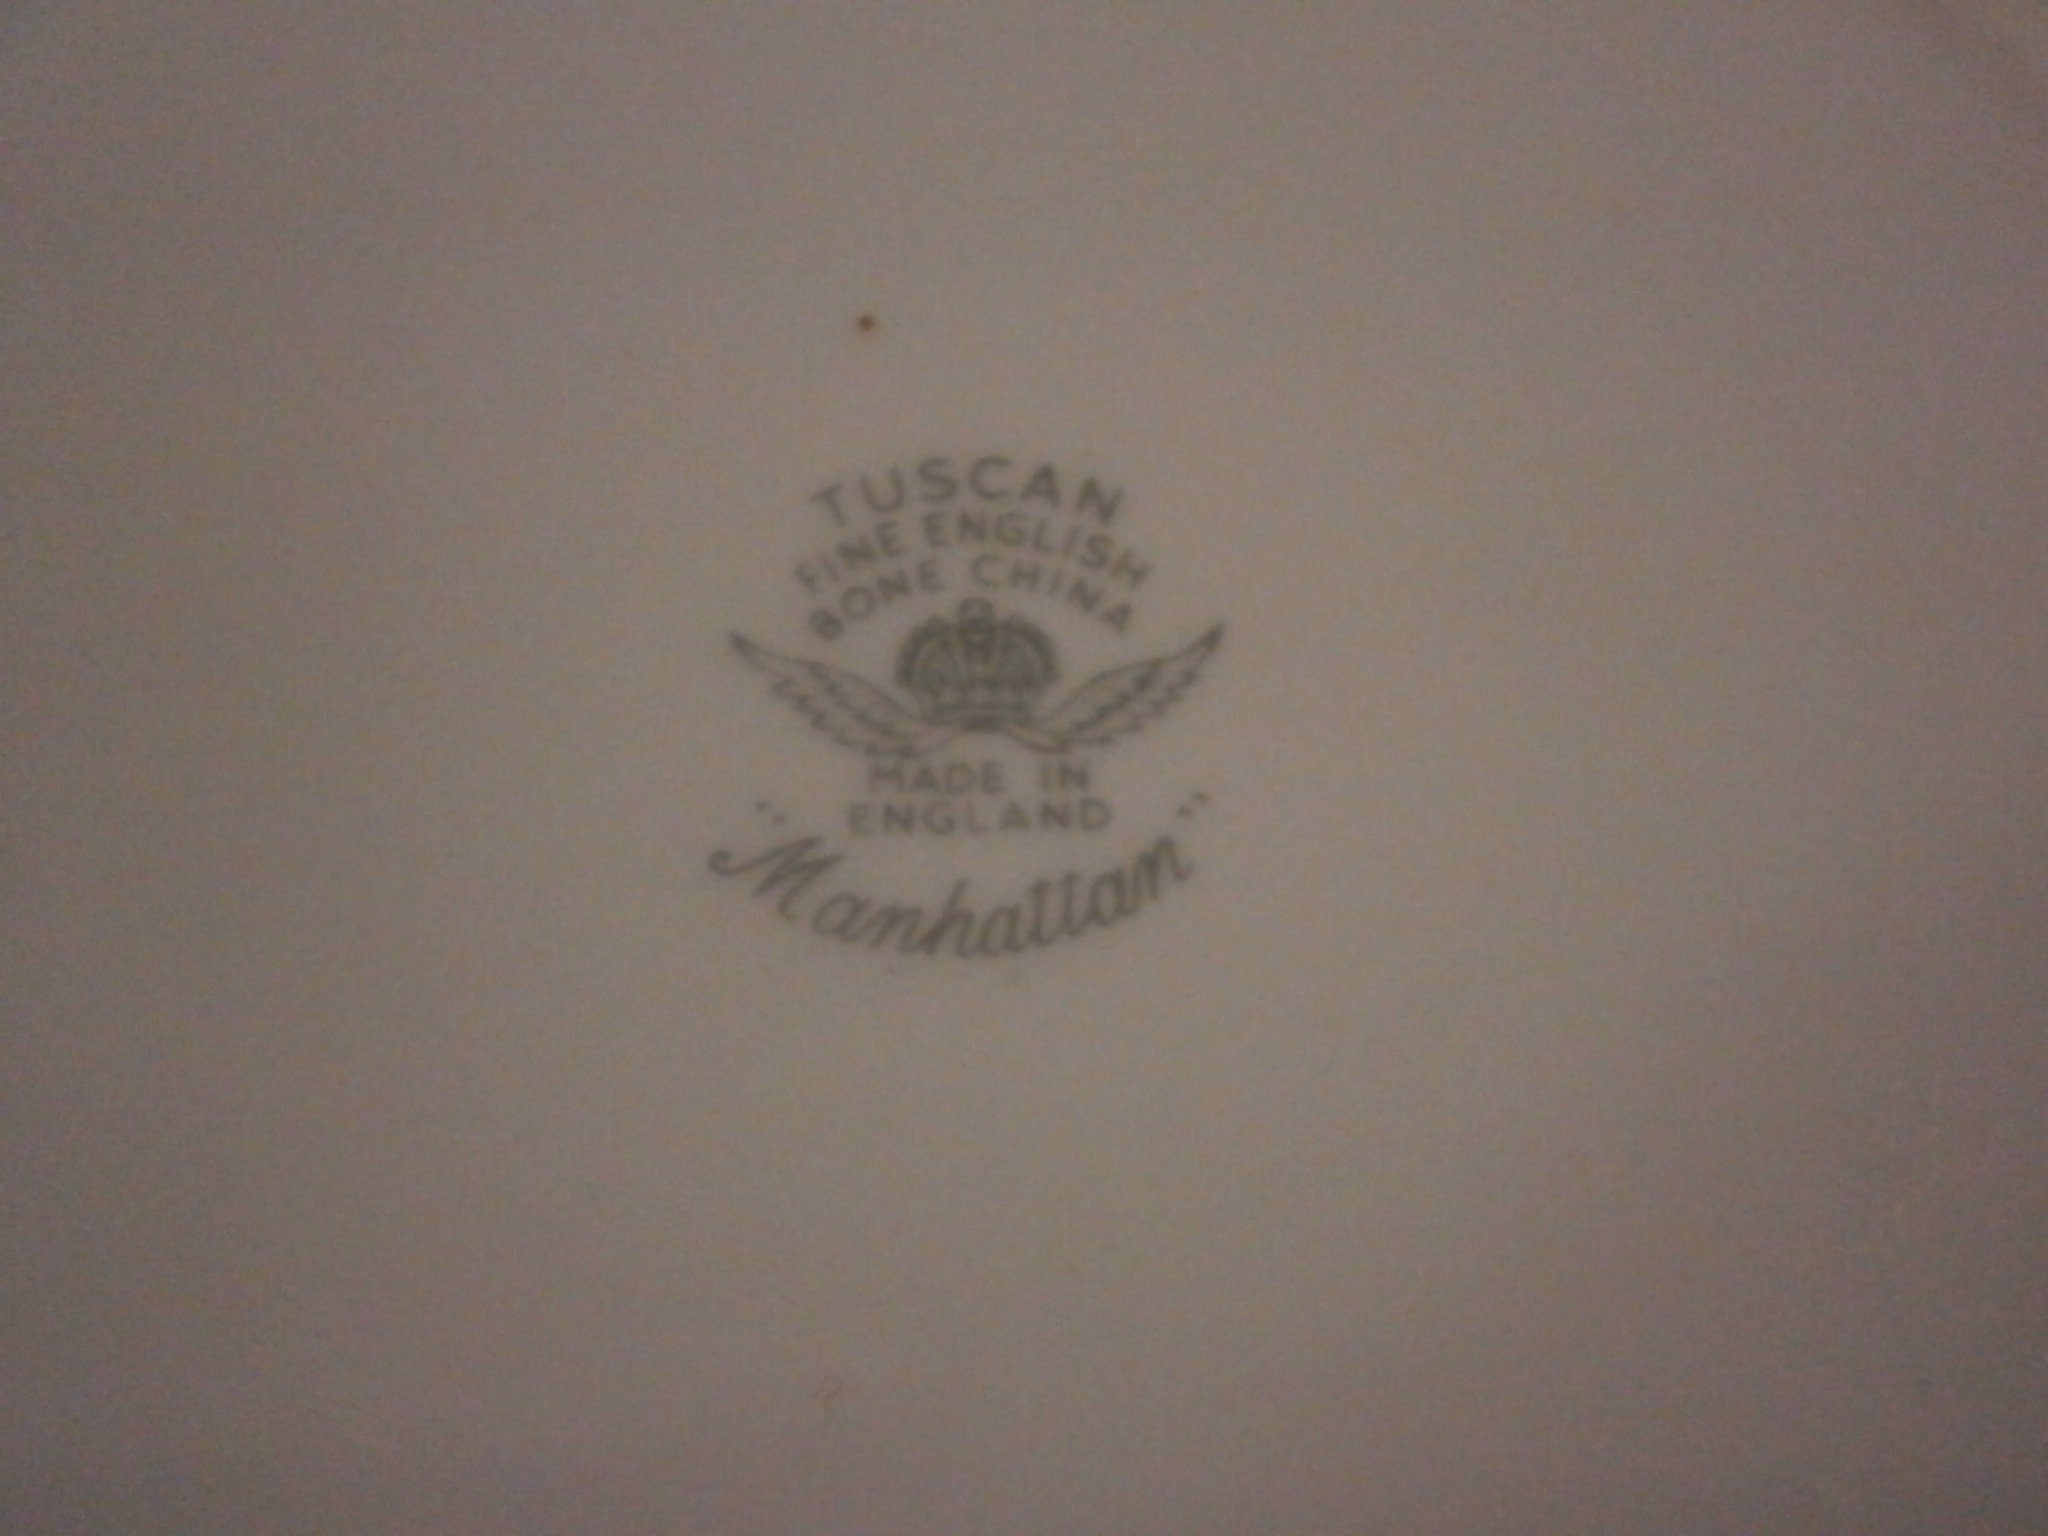 TUSCAN
FINE ENGLISH
BONE CHINA
MADE IN
ENGLAND
"Manhattan"